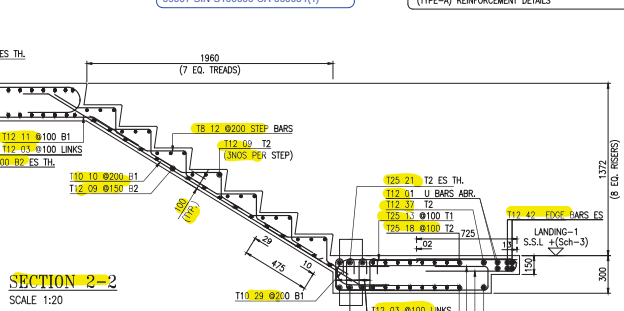 (TYPE-A) REINFORCEMENT DETAILS
ES TH.
1960
(7 EQ. TREADS)
T8 12 @200 STEP BARS
T12 11 @100 B1
T12 03 @100 LINKS
B2 ES TH.
T12 09 T2
(3NOS PER STEP)
T10 10 @200 B1
T12 09 @150 B2
100
(TYP.)
1372
(8 EQ. RISERS)
T25 21 T2 ES TH.
T12 01 U BARS ABR.
T12 37 T2
T25 13 @100 T1
T25 18 @100 T2
725
02
13
T12 42 EDGE BARS ES
LANDING-1
S.S.L +(Sch-3)
150
300
29
475
10
T10 29 @200 B1
T12 03 @100 LINKS
SECTION 2-2
SCALE 1:20